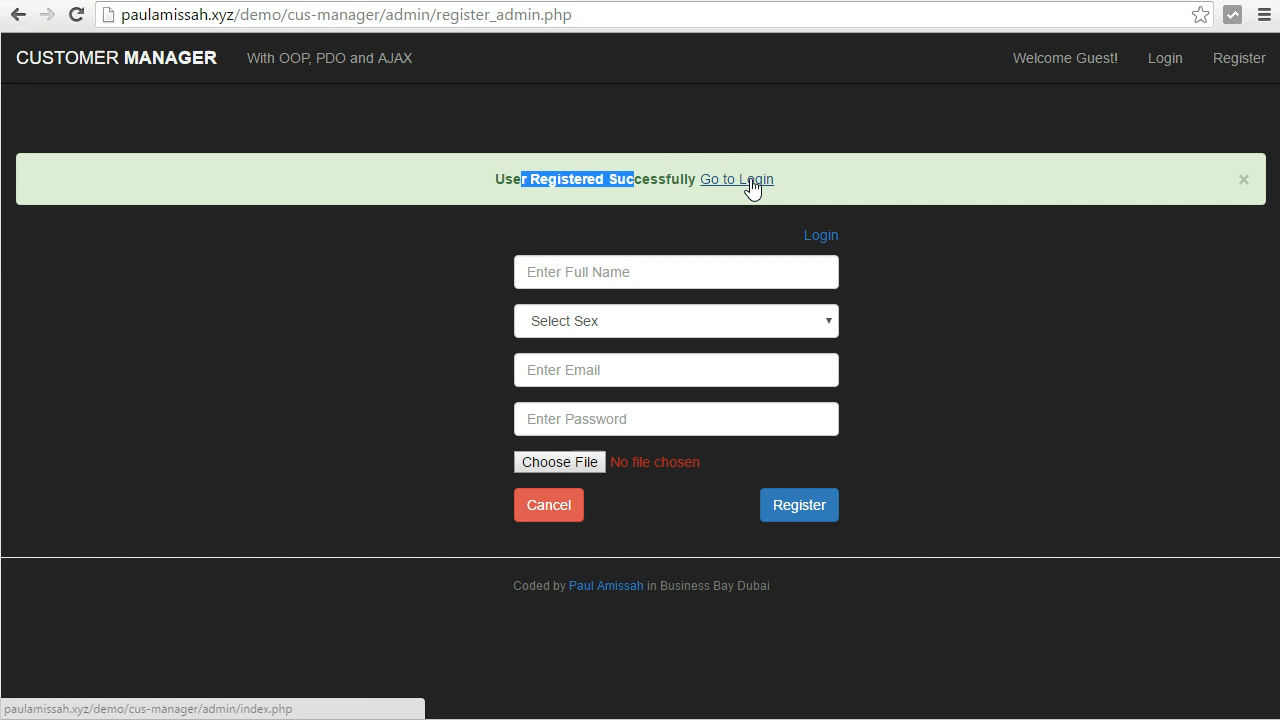 paulamissah.xyz/demo/cus-manager/admin/register_admin.php
CUSTOMER MANAGER With OOP, PDO and AJAX Welcome Guest! Login Register
User Registered Successfully Go to Login ×
Login
Enter Full Name
Select Sex
Enter Email
Enter Password
Choose File No file chosen
Cancel Register
Coded by Paul Amissah in Business Bay Dubai
paulamissah.xyz/demo/cus-manager/admin/index.php